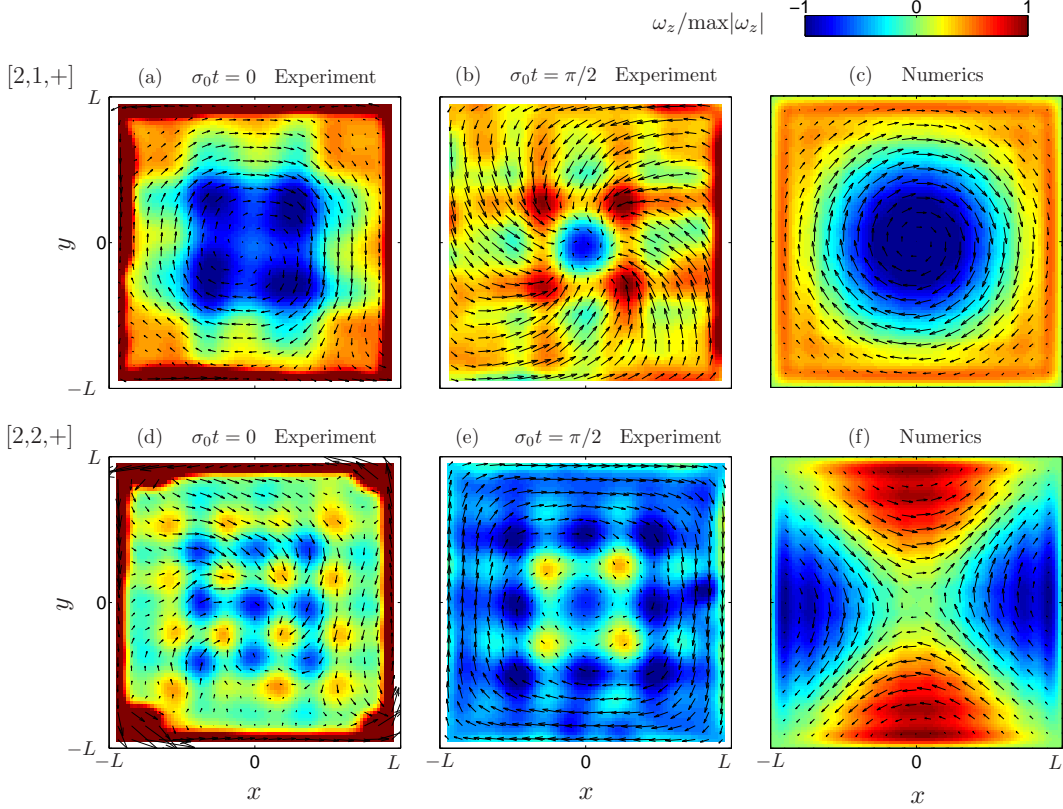 ω_z/max|ω_z|
−1 0 1
[2,1,+] (a) σ_0t = 0 Experiment (b) σ_0t = π/2 Experiment (c) Numerics
L
y 0
−L
[2,2,+] (d) σ_0t = 0 Experiment (e) σ_0t = π/2 Experiment (f) Numerics
L
y 0
−L
−L 0 L 0 −L 0 L
x x x